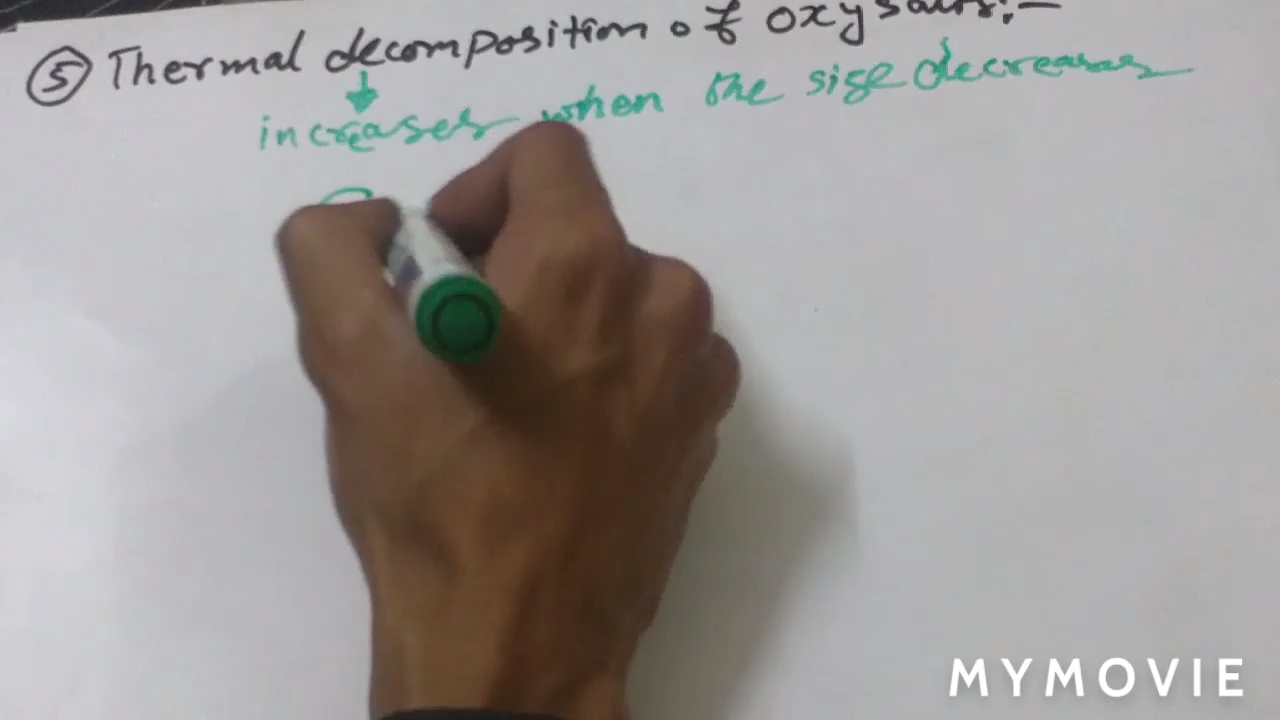 ⑤ Thermal decomposition of oxysalts:-
increases when the size decreases
MYMOVIE